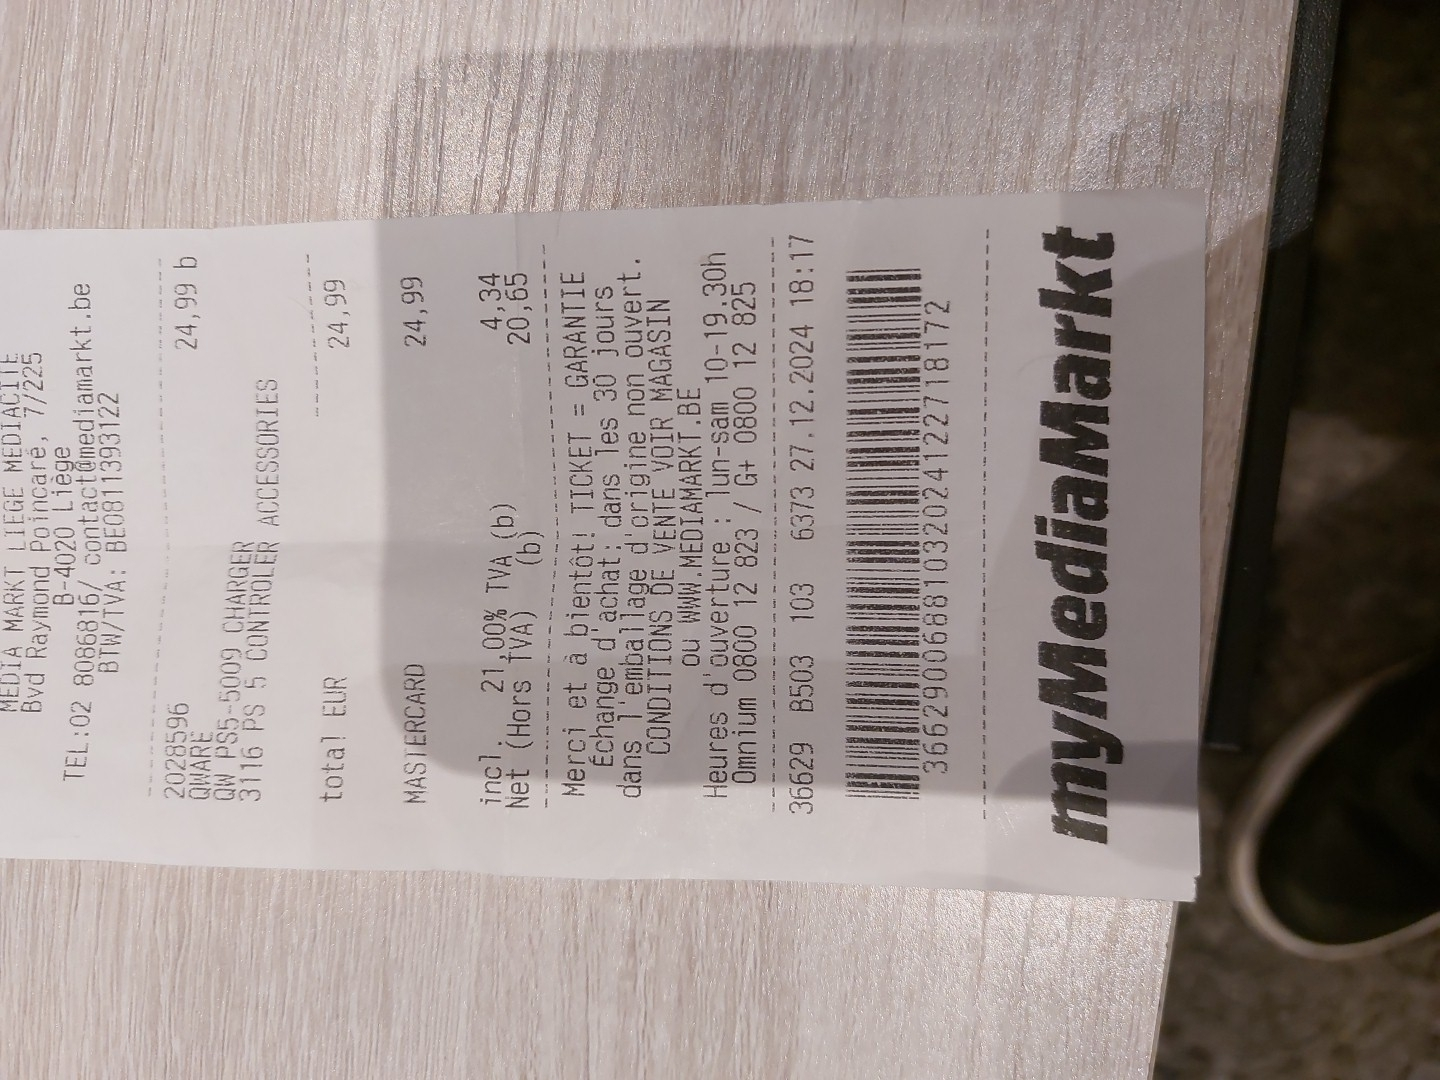 MEDIA MARKT LIEGE MEDIACITE
Bvd Raymond Poincaré, 7/225
B-4020 Liège
TEL:02 8086816/ contact@mediamarkt.be
BTW/TVA: BE0811393122
2028596 24,99 b
QWARE
QW PS5-5009 CHARGER
3116 PS 5 CONTROLER ACCESSORIES
total EUR 24,99
MASTERCARD 24,99
incl. 21,00% TVA (b) 4,34
Net (Hors TVA) (b) 20,65
Merci et à bientôt! TICKET = GARANTIE
Échange d'achat: dans les 30 jours
dans l'emballage d'origine non ouvert.
CONDITIONS DE VENTE VOIR MAGASIN
ou WWW.MEDIAMARKT.BE
Heures d'ouverture : lun-sam 10-19.30h
Omnium 0800 12 823 / G+ 0800 12 825
36629 B503 103 6373 27.12.2024 18:17
3662900688103202412271​8172
myMediaMarkt